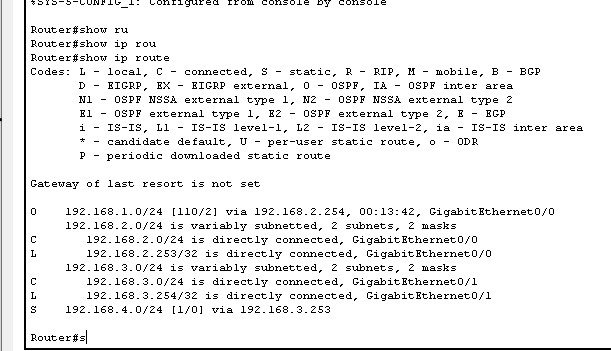 %SYS-5-CONFIG_I: Configured from console by console
Router#show ru
Router#show ip rou
Router#show ip route
Codes: L - local, C - connected, S - static, R - RIP, M - mobile, B - BGP
D - EIGRP, EX - EIGRP external, O - OSPF, IA - OSPF inter area
N1 - OSPF NSSA external type 1, N2 - OSPF NSSA external type 2
E1 - OSPF external type 1, E2 - OSPF external type 2, E - EGP
i - IS-IS, L1 - IS-IS level-1, L2 - IS-IS level-2, ia - IS-IS inter area
* - candidate default, U - per-user static route, o - ODR
P - periodic downloaded static route
Gateway of last resort is not set
O 192.168.1.0/24 [110/2] via 192.168.2.254, 00:13:42, GigabitEthernet0/0
192.168.2.0/24 is variably subnetted, 2 subnets, 2 masks
C 192.168.2.0/24 is directly connected, GigabitEthernet0/0
L 192.168.2.253/32 is directly connected, GigabitEthernet0/0
192.168.3.0/24 is variably subnetted, 2 subnets, 2 masks
C 192.168.3.0/24 is directly connected, GigabitEthernet0/1
L 192.168.3.254/32 is directly connected, GigabitEthernet0/1
S 192.168.4.0/24 [1/0] via 192.168.3.253
Router#s